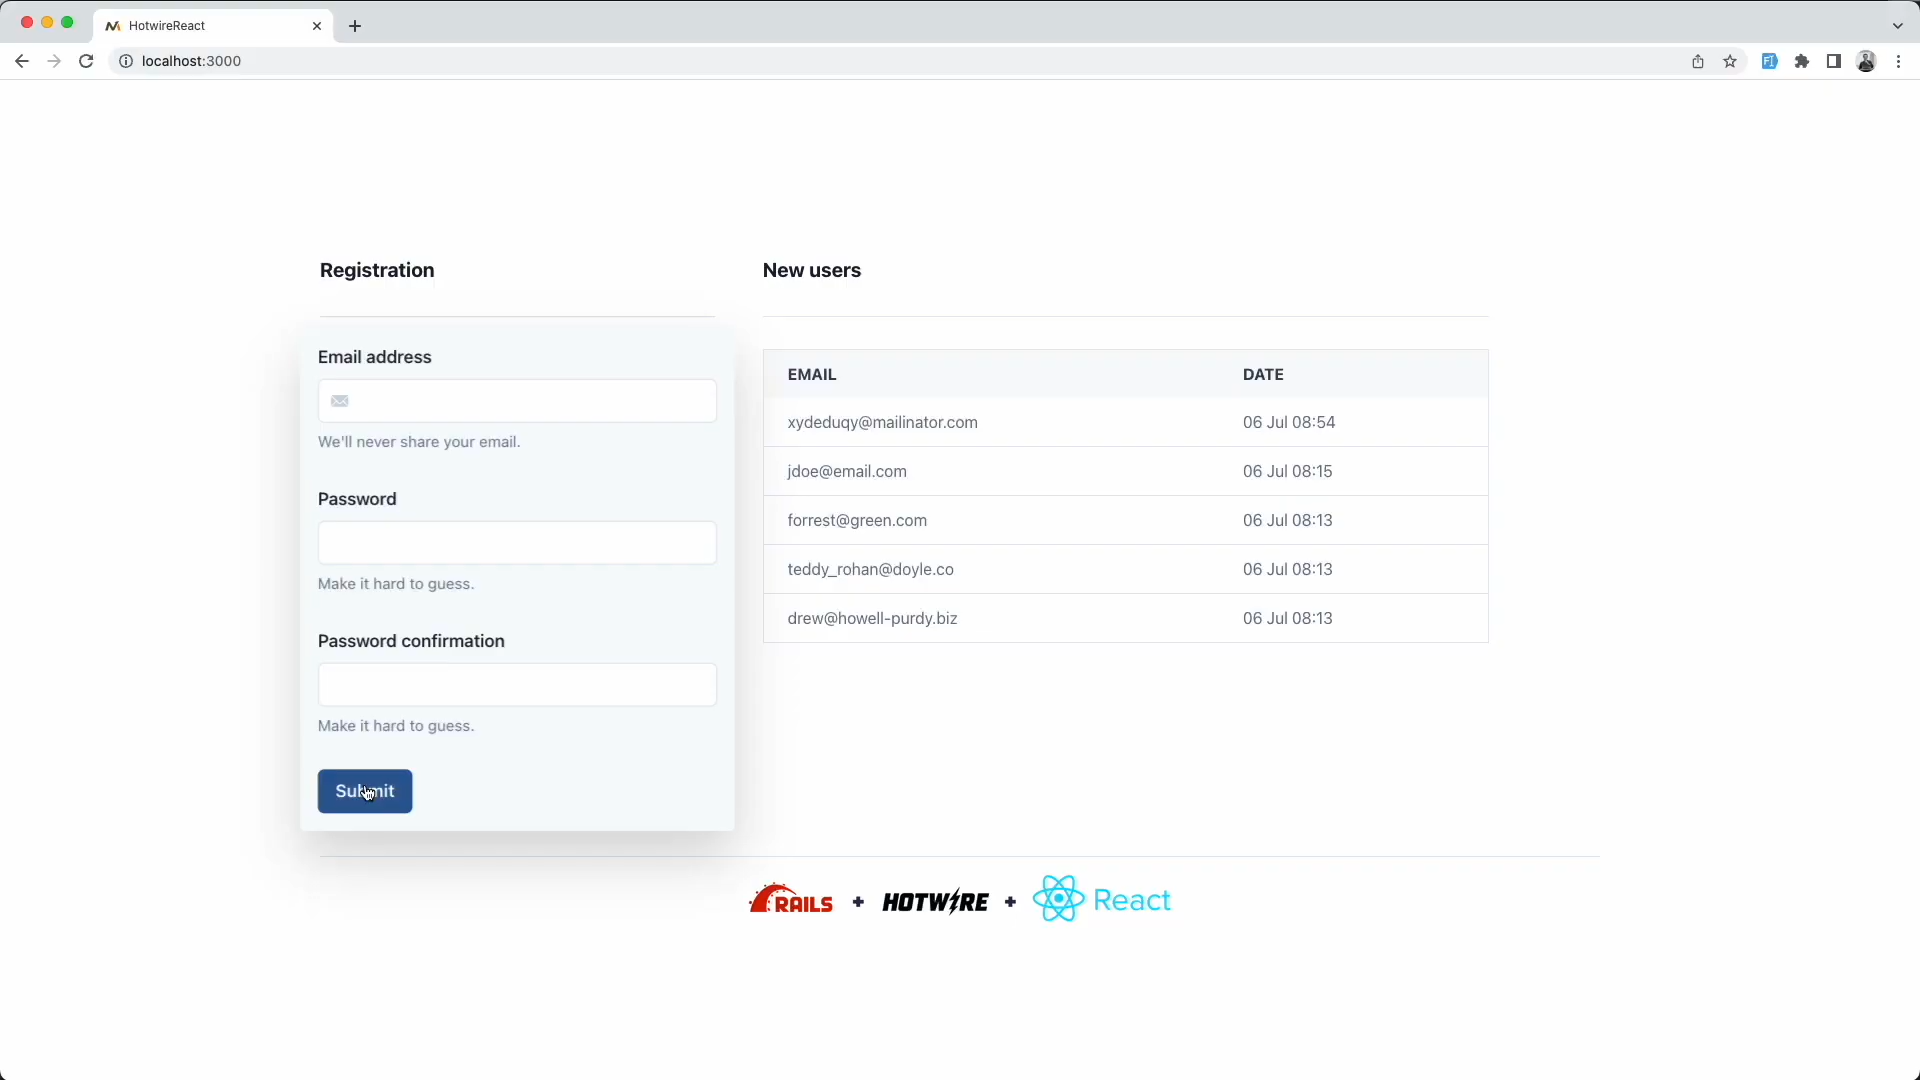 HotwireReact
localhost:3000
Registration
New users
Email address
We'll never share your email.
Password
Make it hard to guess.
Password confirmation
Make it hard to guess.
Submit
EMAIL DATE
xydeduqy@mailinator.com 06 Jul 08:54
jdoe@email.com 06 Jul 08:15
forrest@green.com 06 Jul 08:13
teddy_rohan@doyle.co 06 Jul 08:13
drew@howell-purdy.biz 06 Jul 08:13
RAILS + HOTWIRE + React